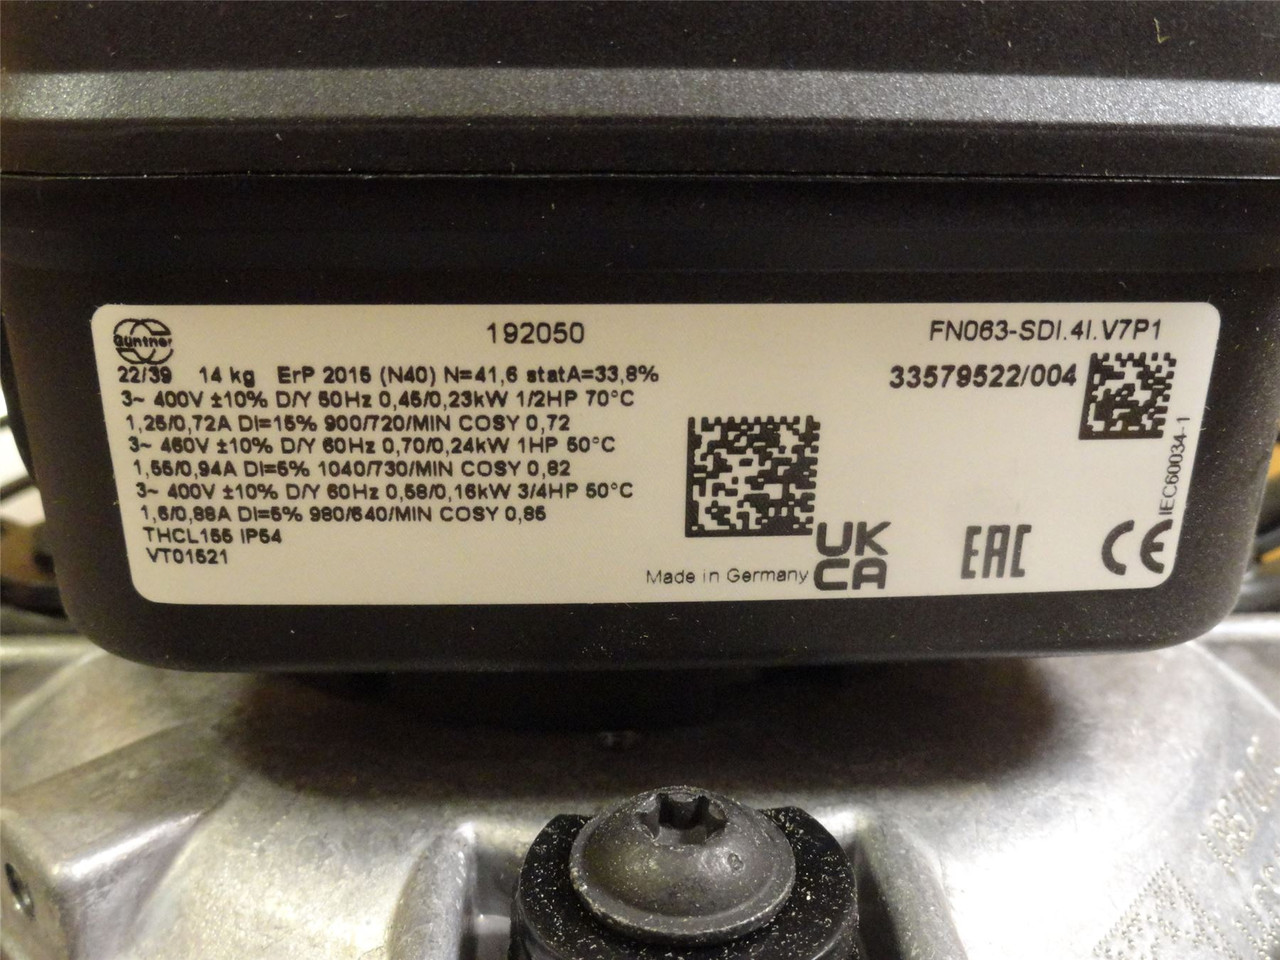 Güntner
192050
FN063-SDI.4I.V7P1
22/39 14 kg ErP 2015 (N40) N=41,6 statA=33,8%
33579522/004
3~ 400V ±10% D/Y 50Hz 0,45/0,23kW 1/2HP 70°C
1,25/0,72A DI=15% 900/720/MIN COSY 0,72
3~ 460V ±10% D/Y 60Hz 0,70/0,24kW 1HP 50°C
1,55/0,94A DI=5% 1040/730/MIN COSY 0,82
3~ 400V ±10% D/Y 60Hz 0,58/0,16kW 3/4HP 50°C
1,6/0,88A DI=5% 980/640/MIN COSY 0,85
THCL155 IP54
VT01521
IEC60034-1
Made in Germany
UK
CA
EAC
CE